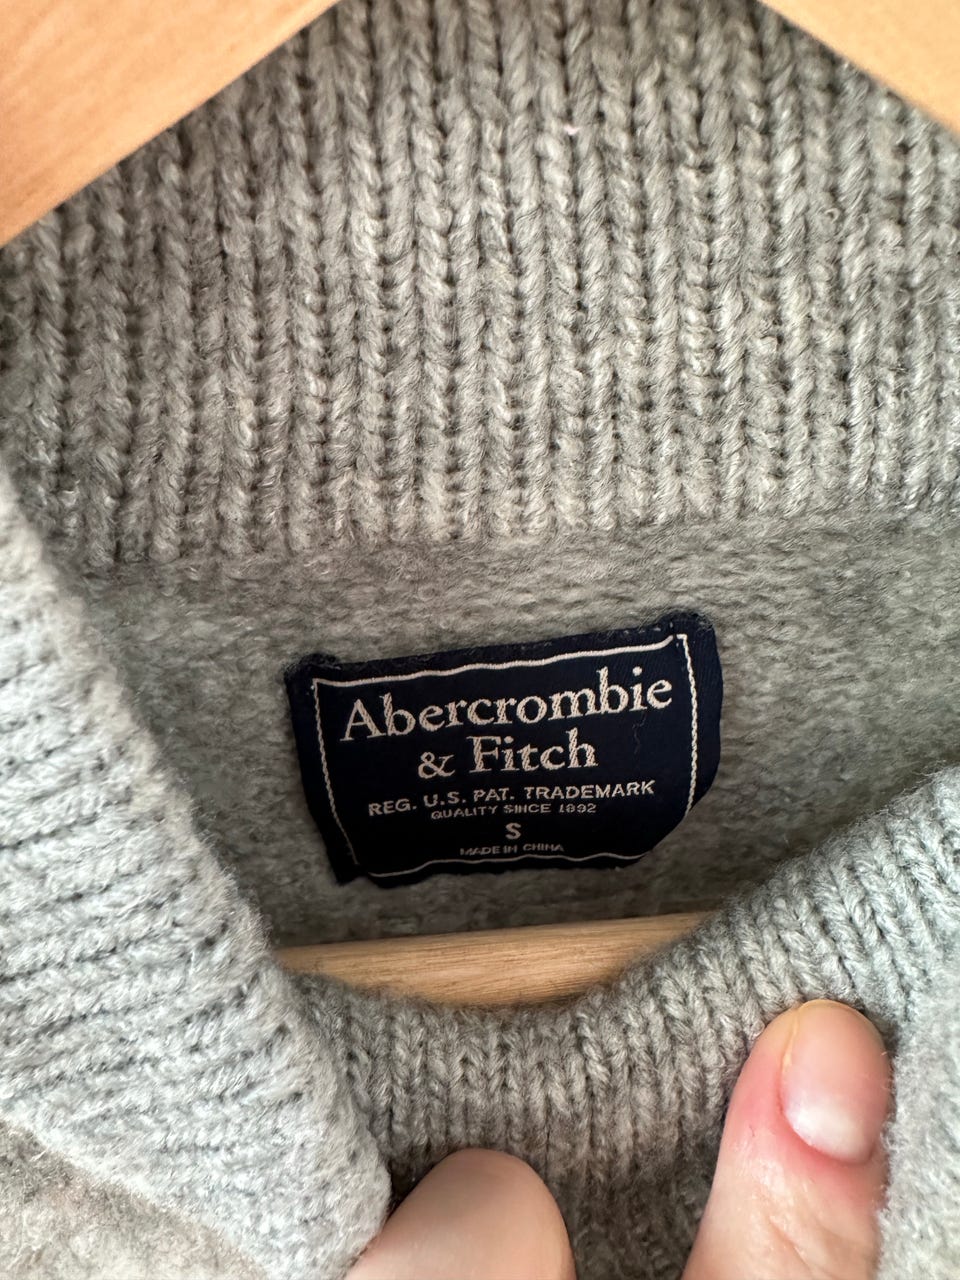 Abercrombie
& Fitch
REG. U.S. PAT. TRADEMARK
QUALITY SINCE 1892
S
MADE IN CHINA